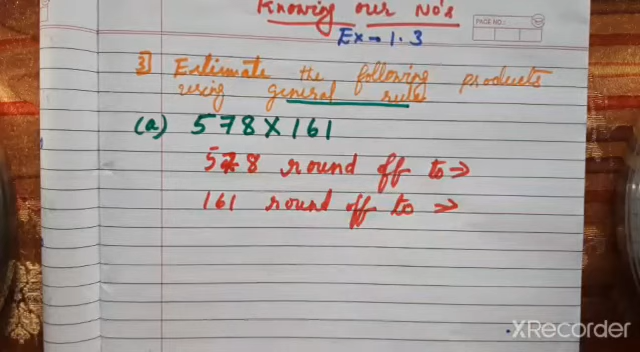 Knowing our No's
PAGE NO.:
Ex-1.3
3] Estimate the following products
using general rule
(a) 578×161
578 round off to ⇒
161 round off to ⇒
XRecorder